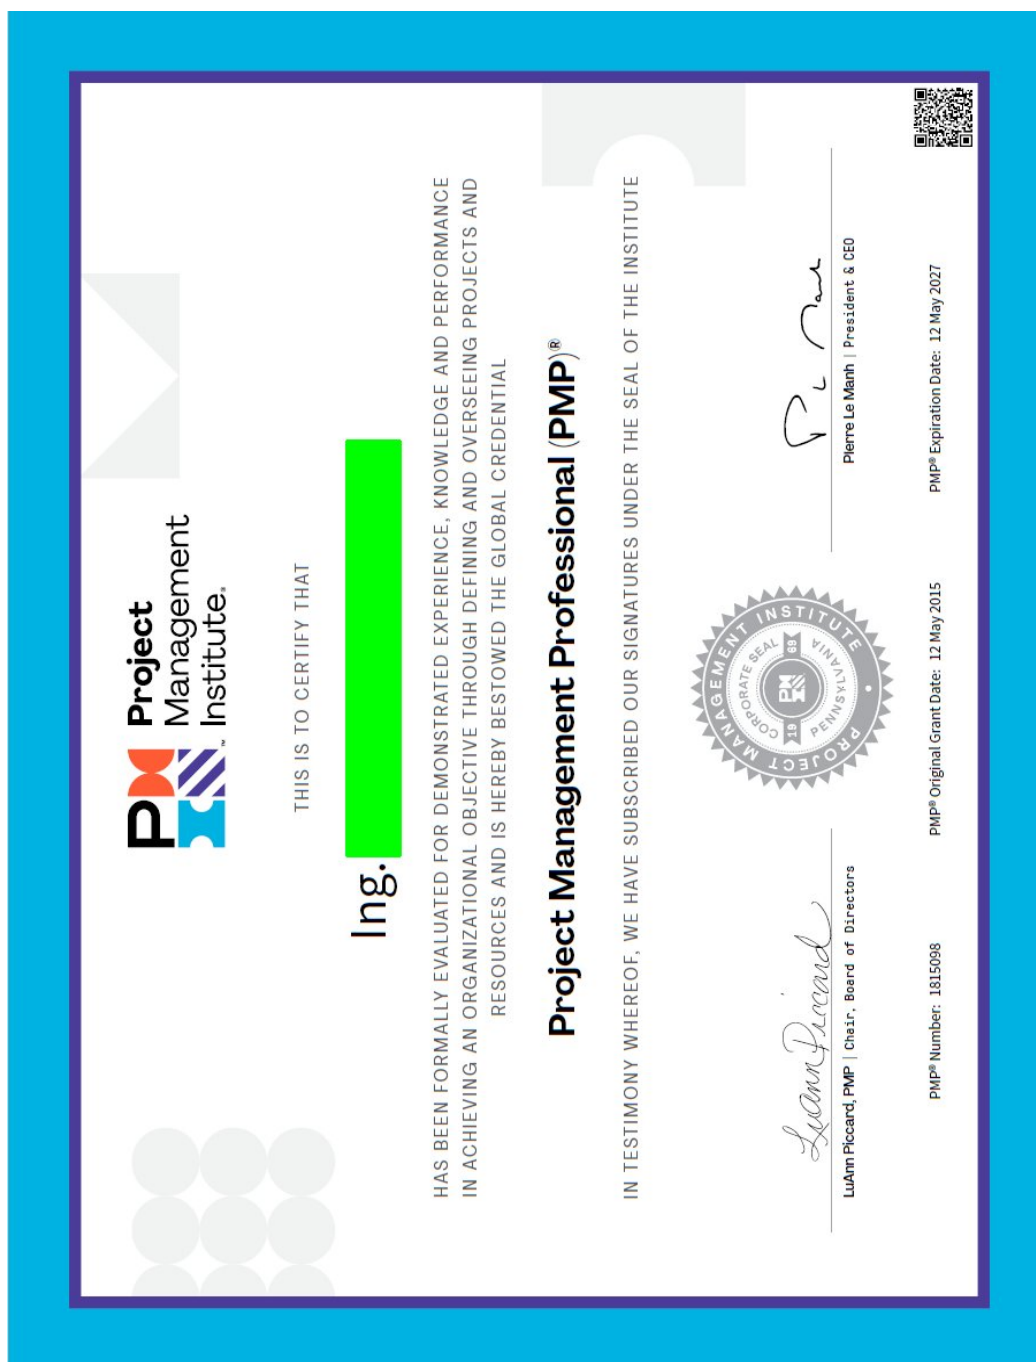 Project
Management
Institute.
THIS IS TO CERTIFY THAT
Ing.
HAS BEEN FORMALLY EVALUATED FOR DEMONSTRATED EXPERIENCE, KNOWLEDGE AND PERFORMANCE
IN ACHIEVING AN ORGANIZATIONAL OBJECTIVE THROUGH DEFINING AND OVERSEEING PROJECTS AND
RESOURCES AND IS HEREBY BESTOWED THE GLOBAL CREDENTIAL
Project Management Professional (PMP)®
IN TESTIMONY WHEREOF, WE HAVE SUBSCRIBED OUR SIGNATURES UNDER THE SEAL OF THE INSTITUTE
LuAnn Piccard
LuAnn Piccard, PMP | Chair, Board of Directors
PROJECT MANAGEMENT INSTITUTE
CORPORATE SEAL
19 PM 69
PENNSYLVANIA
Pierre Le Manh | President & CEO
PMP® Number: 1815098
PMP® Original Grant Date: 12 May 2015
PMP® Expiration Date: 12 May 2027